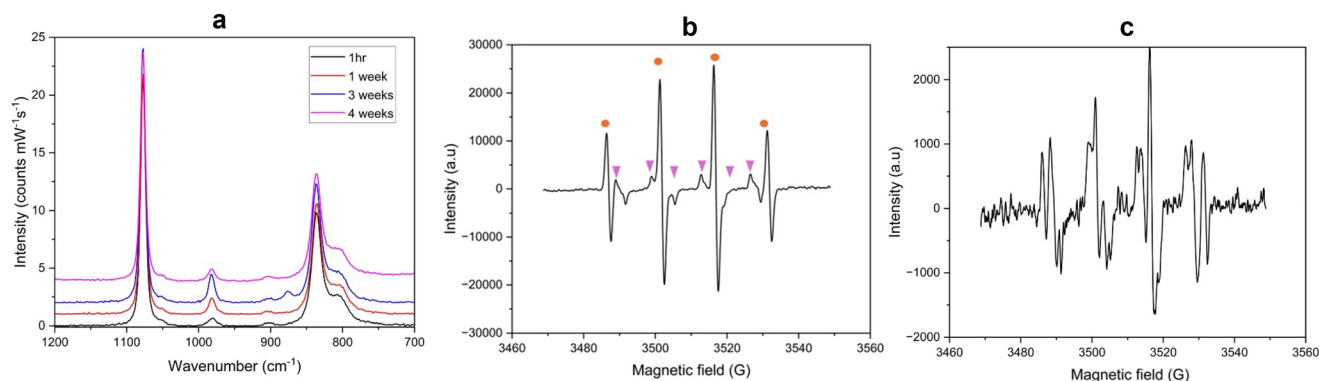 a
25
20
15
10
5
0
1200 1100 1000 900 800 700
Intensity (counts mW⁻¹s⁻¹)
Wavenumber (cm⁻¹)
1hr
1 week
3 weeks
4 weeks
b
30000
20000
10000
0
−10000
−20000
−30000
3460 3480 3500 3520 3540 3560
Intensity (a.u)
Magnetic field (G)
c
2000
1000
0
−1000
−2000
3460 3480 3500 3520 3540 3560
Intensity (a.u)
Magnetic field (G)